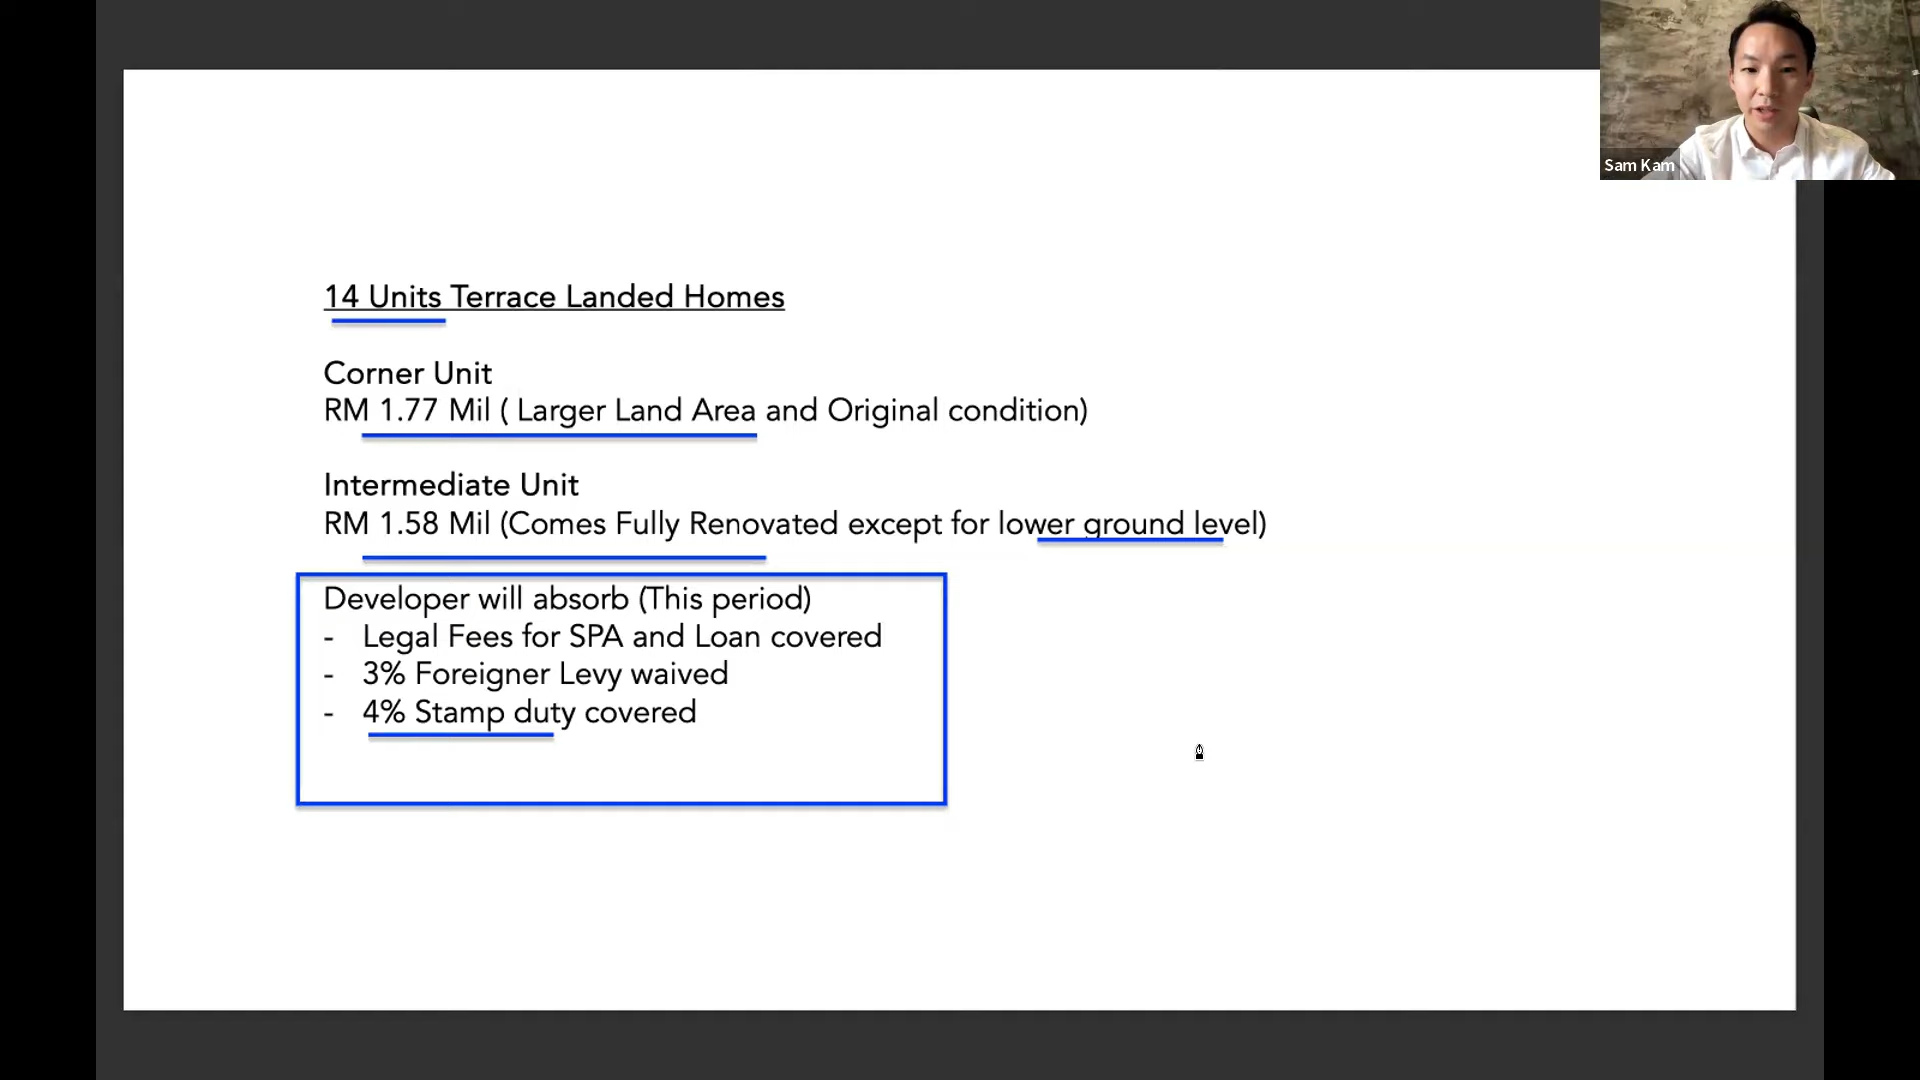 Sam Kam
14 Units Terrace Landed Homes
Corner Unit
RM 1.77 Mil ( Larger Land Area and Original condition)
Intermediate Unit
RM 1.58 Mil (Comes Fully Renovated except for lower ground level)
Developer will absorb (This period)
- Legal Fees for SPA and Loan covered
- 3% Foreigner Levy waived
- 4% Stamp duty covered